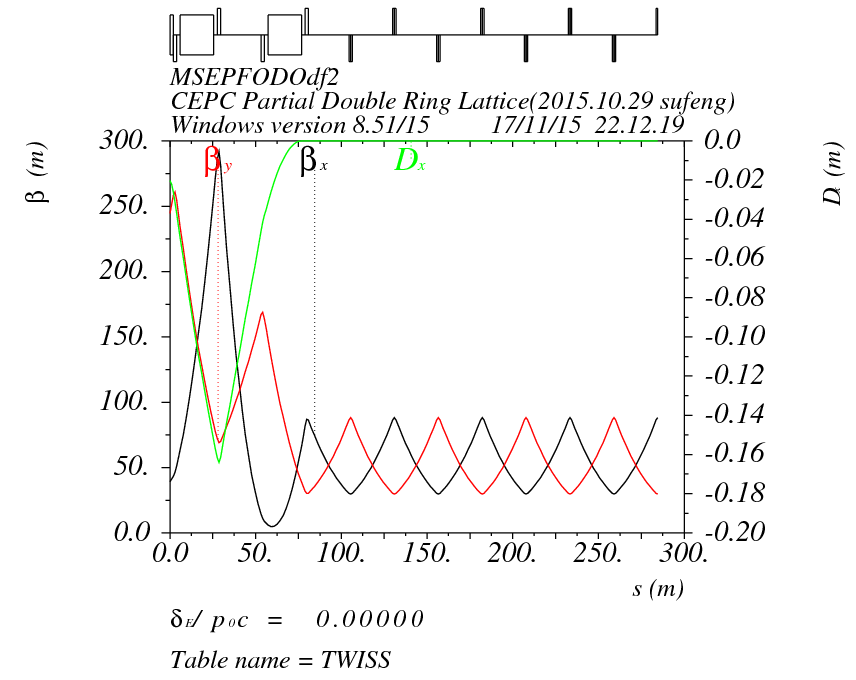 MSEPFODOdf2
CEPC Partial Double Ring Lattice(2015.10.29 sufeng)
Windows version 8.51/15 17/11/15 22.12.19
β (m)
300.
250.
200.
150.
100.
50.
0.0
βy βx Dx
0.0
-0.02
-0.04
-0.06
-0.08
-0.10
-0.12
-0.14
-0.16
-0.18
-0.20
Dx (m)
0.0 50. 100. 150. 200. 250. 300.
s (m)
δE/ p0c = 0.00000
Table name = TWISS